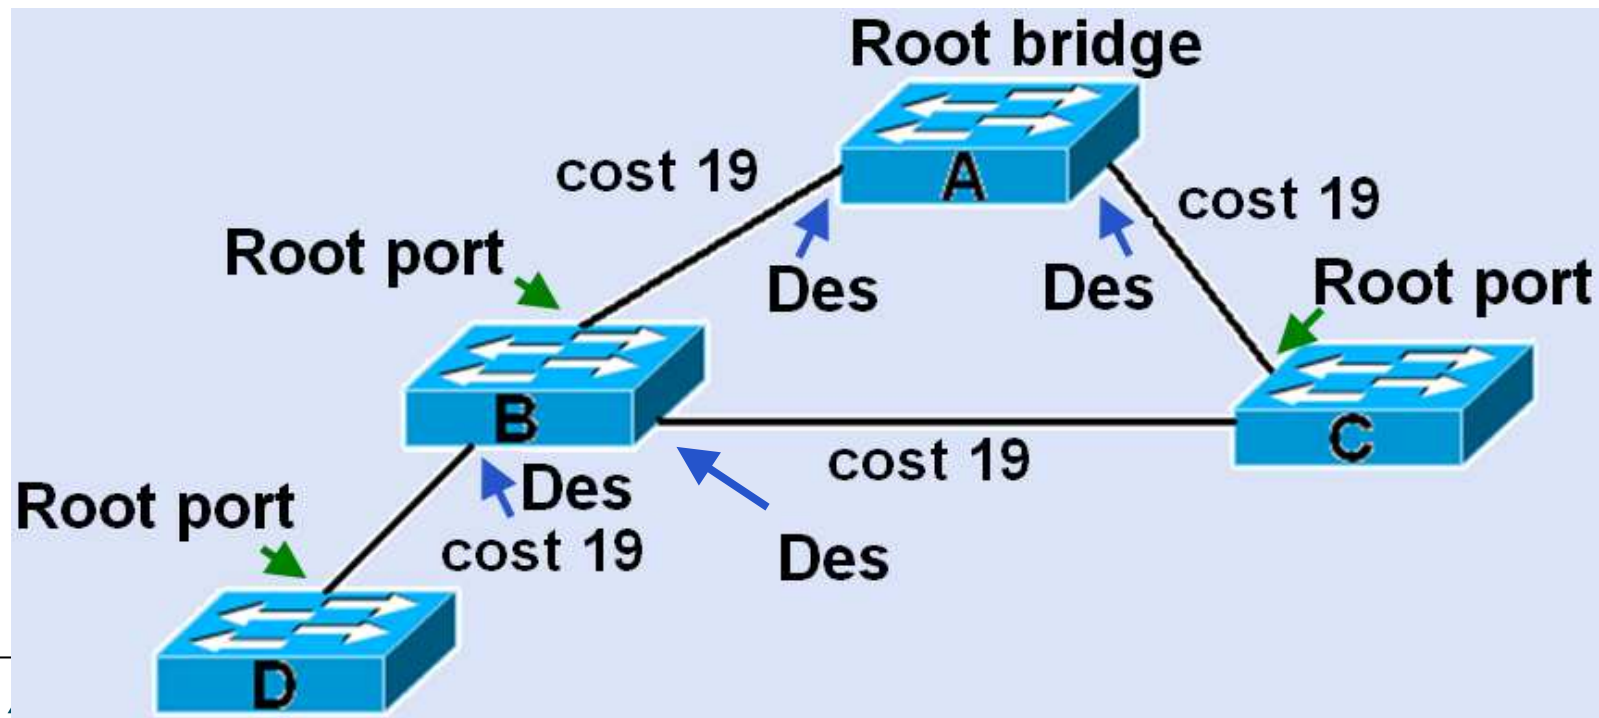 Root bridge
A
cost 19
cost 19
Root port
Des
Des
Root port
B
C
cost 19
Des
Root port
cost 19
Des
D